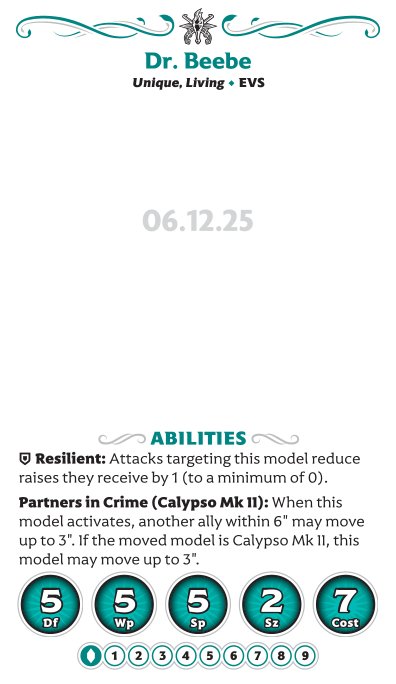 Dr. Beebe
Unique, Living ♦ EVS
06.12.25
ABILITIES
Resilient: Attacks targeting this model reduce
raises they receive by 1 (to a minimum of 0).
Partners in Crime (Calypso Mk II): When this
model activates, another ally within 6" may move
up to 3". If the moved model is Calypso Mk II, this
model may move up to 3".
5 5 5 2 7
Df Wp Sp Sz Cost
1 2 3 4 5 6 7 8 9